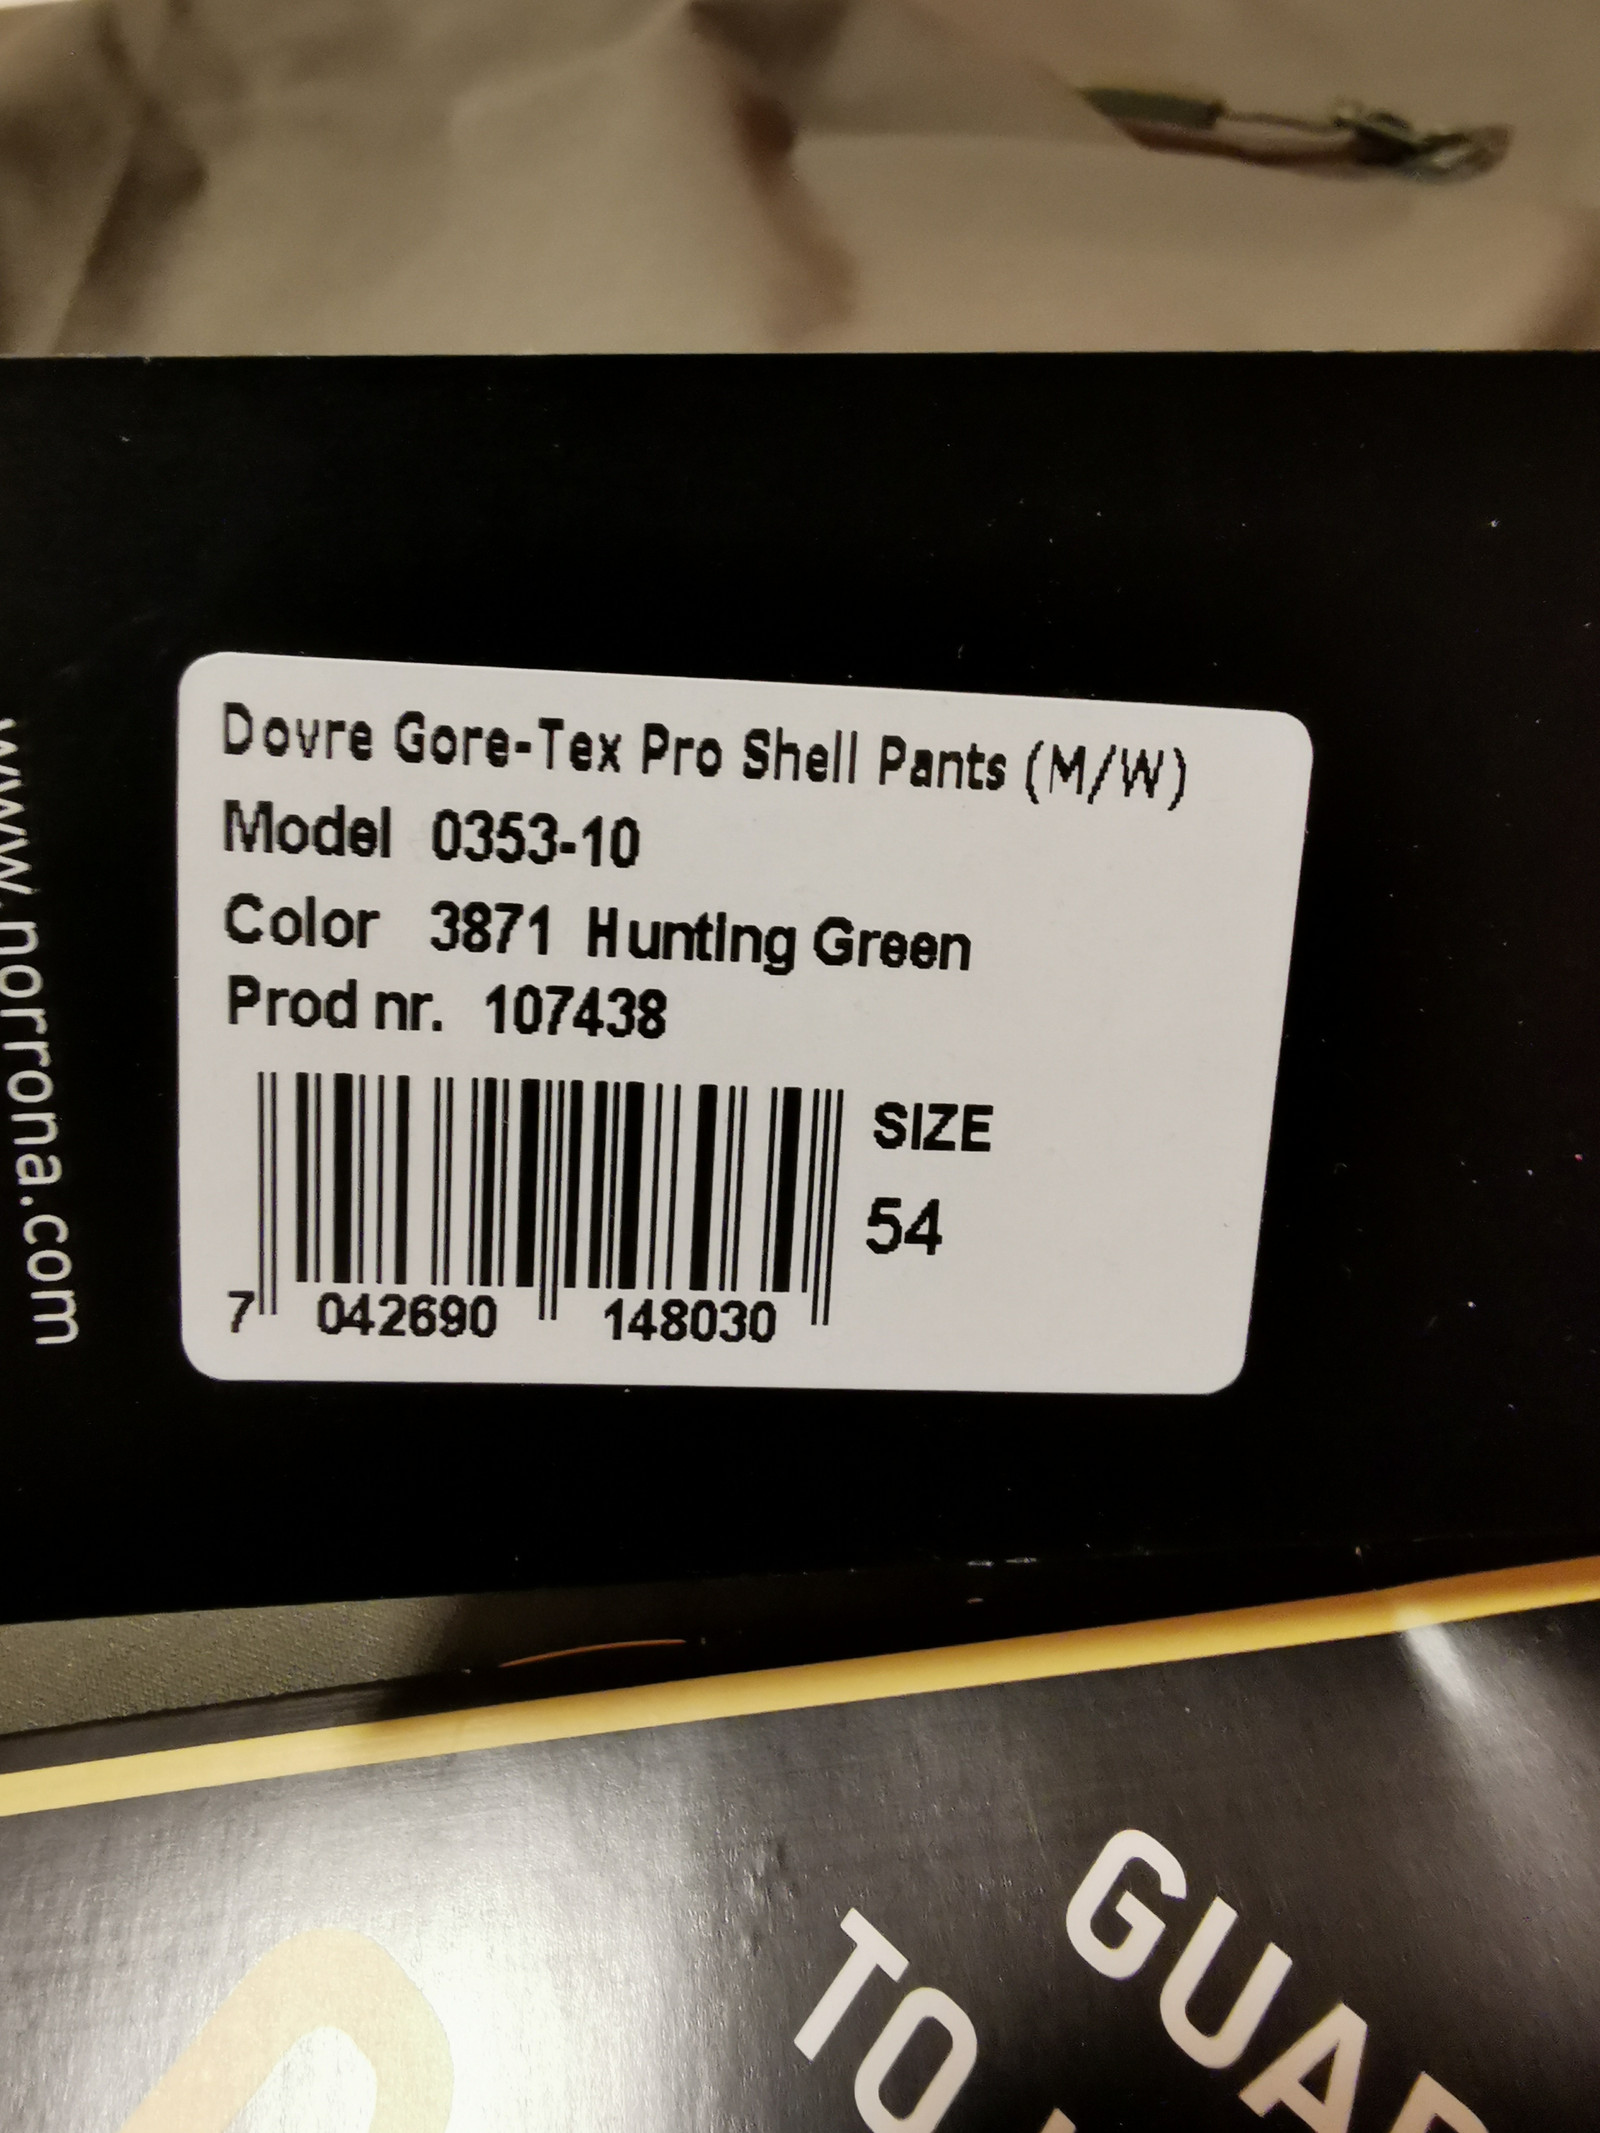 www.norrona.com
Dovre Gore-Tex Pro Shell Pants (M/W)
Model 0353-10
Color 3871 Hunting Green
Prod nr. 107438
SIZE
54
7 042690 148030
TO